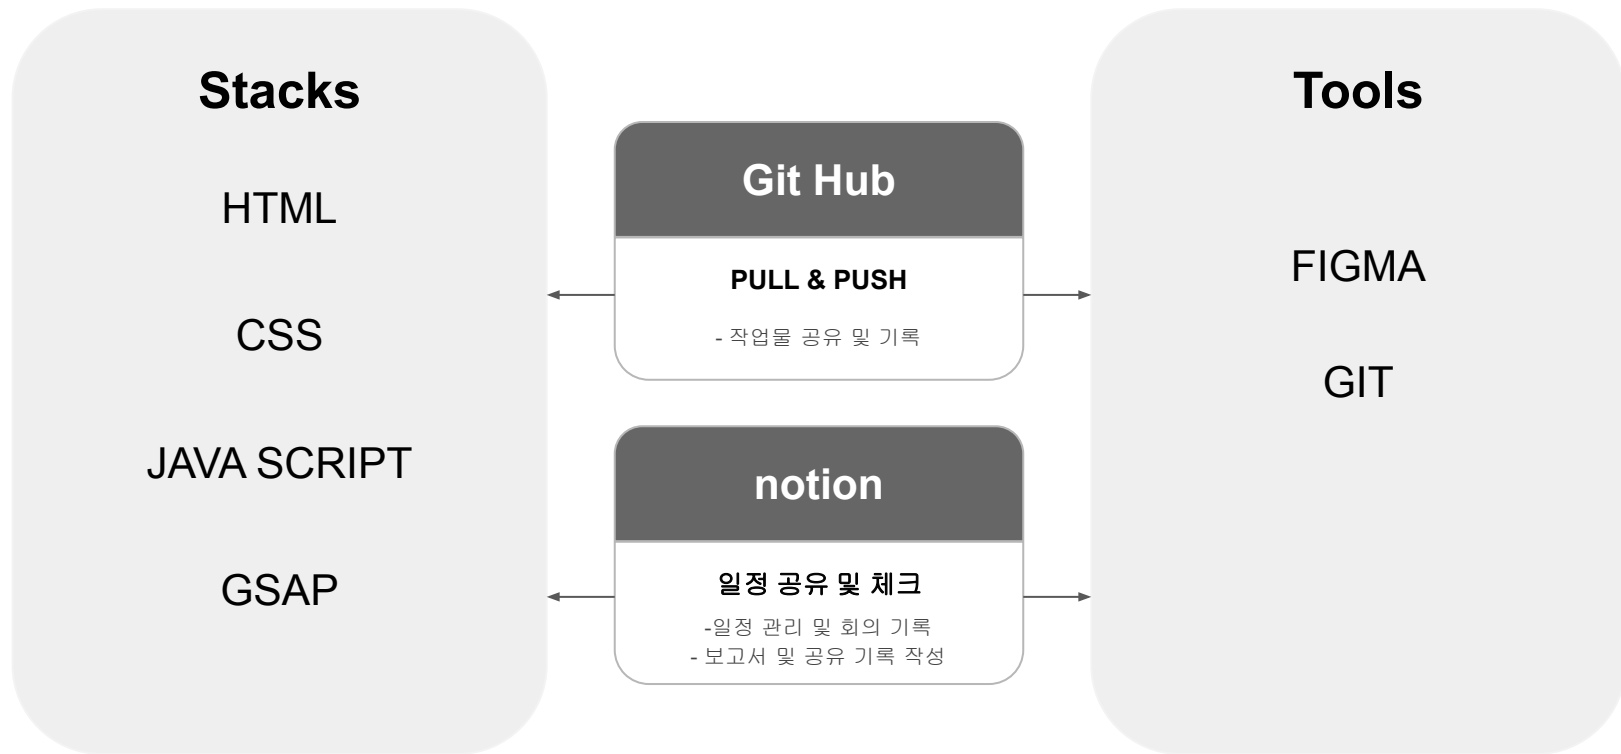 Stacks
HTML
CSS
JAVA SCRIPT
GSAP
Git Hub
PULL & PUSH
- 작업물 공유 및 기록
notion
일정 공유 및 체크
-일정 관리 및 회의 기록
- 보고서 및 공유 기록 작성
Tools
FIGMA
GIT